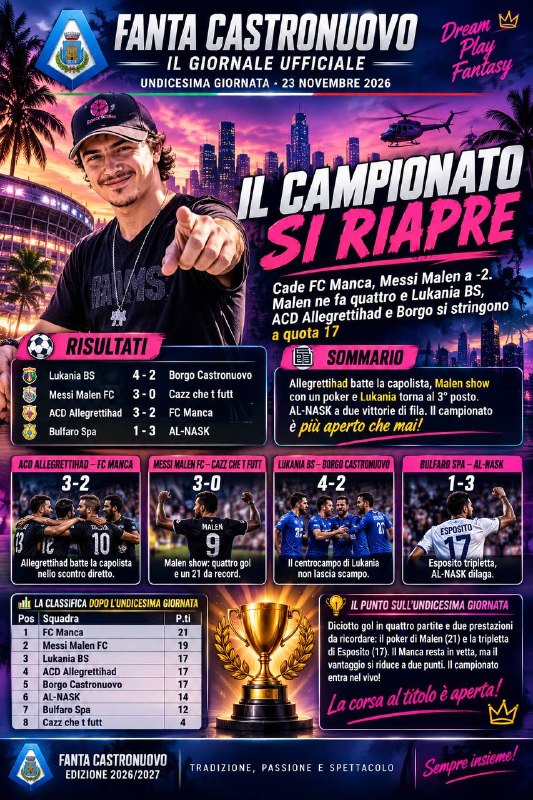 FANTA CASTRONUOVO
IL GIORNALE UFFICIALE
UNDICESIMA GIORNATA - 23 NOVEMBRE 2026
Dream
Play
Fantasy
IL CAMPIONATO
SI RIAPRE
Cade FC Manca, Messi Malen a -2.
Malen ne fa quattro e Lukania BS,
ACD Allegrettihad e Borgo si stringono
a quota 17
RISULTATI
Lukania BS 4 - 2 Borgo Castronuovo
Messi Malen FC 3 - 0 Cazz che t futt
ACD Allegrettihad 3 - 2 FC Manca
Bulfaro Spa 1 - 3 AL-NASK
SOMMARIO
Allegrettihad batte la capolista, Malen show
con un poker e Lukania torna al 3° posto.
AL-NASK a due vittorie di fila. Il campionato
è più aperto che mai!
ACD ALLEGRETTIHAD – FC MANCA
3-2
13
10
Allegrettihad batte la capolista
nello scontro diretto.
MESSI MALEN FC – CAZZ CHE T FUTT
3-0
MALEN
9
Malen show: quattro gol
e un 21 da record.
LUKANIA BS – BORGO CASTRONUOVO
4-2
Il centrocampo di Lukania
non lascia scampo.
BULFARO SPA – AL-NASK
1-3
ESPOSITO
17
Esposito tripletta,
AL-NASK dilaga.
LA CLASSIFICA DOPO L'UNDICESIMA GIORNATA
Pos Squadra P.ti
1 FC Manca 21
2 Messi Malen FC 19
3 Lukania BS 17
4 ACD Allegrettihad 17
5 Borgo Castronuovo 17
6 AL-NASK 14
7 Bulfaro Spa 12
8 Cazz che t futt 4
IL PUNTO SULL'UNDICESIMA GIORNATA
Diciotto gol in quattro partite e due prestazioni
da ricordare: il poker di Malen (21) e la tripletta
di Esposito (17). Il Manca resta in vetta, ma il
vantaggio si riduce a due punti. Il campionato
entra nel vivo!
La corsa al titolo è aperta!
FANTA CASTRONUOVO
EDIZIONE 2026/2027
TRADIZIONE, PASSIONE E SPETTACOLO
Sempre insieme!